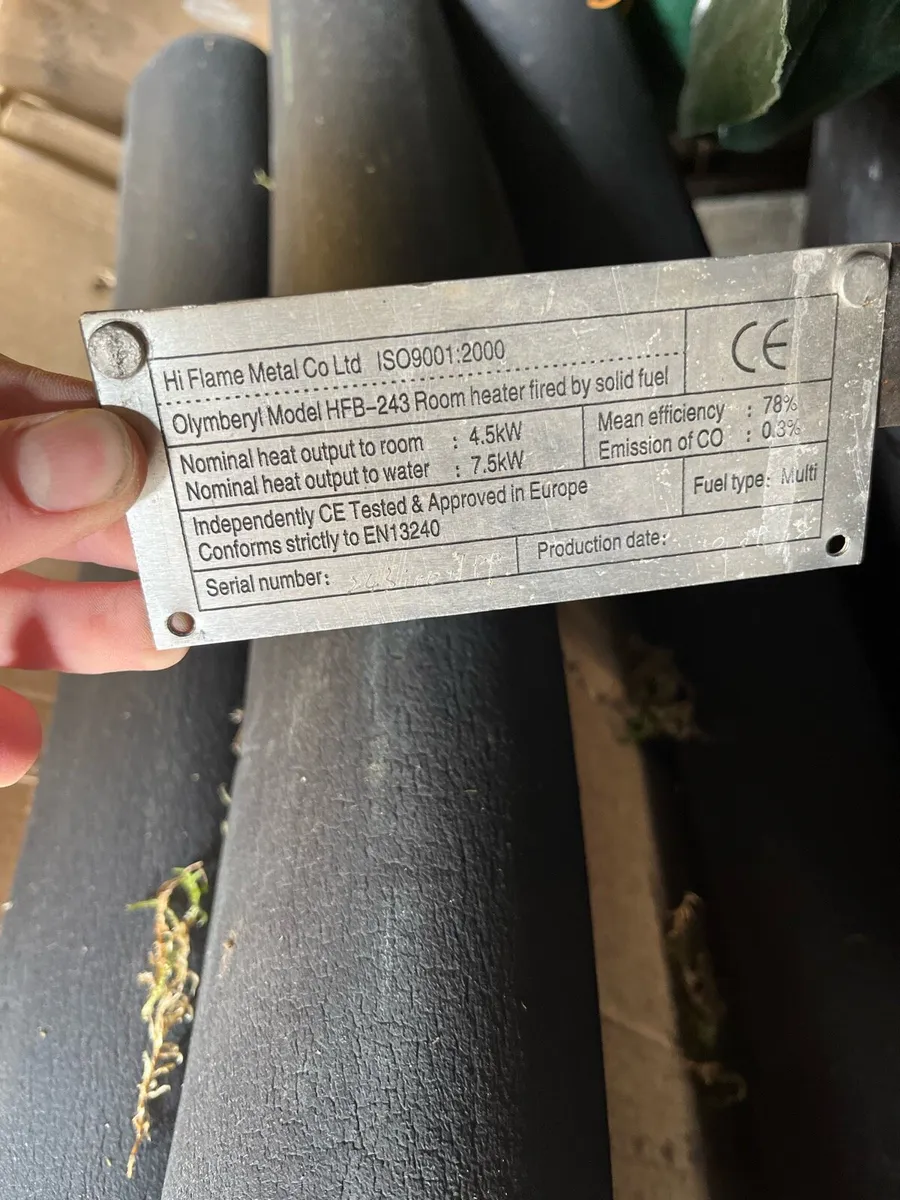 Hi Flame Metal Co Ltd ISO9001:2000
CE
Olymberyl Model HFB-243 Room heater fired by solid fuel
Nominal heat output to room : 4.5kW
Nominal heat output to water : 7.5kW
Mean efficiency : 78%
Emission of CO : 0.3%
Independently CE Tested & Approved in Europe
Conforms strictly to EN13240
Fuel type: Multi
Serial number:
Production date: